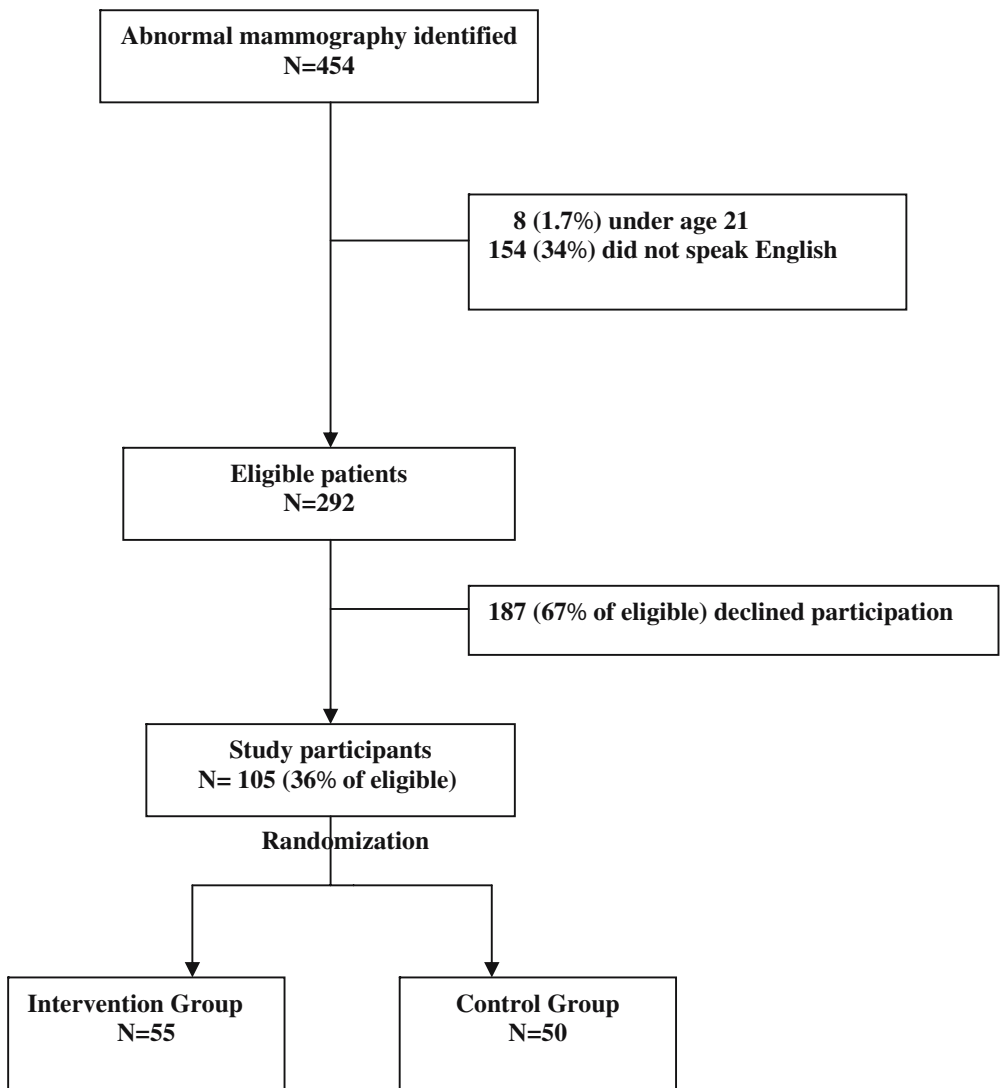 Abnormal mammography identified
N=454
8 (1.7%) under age 21
154 (34%) did not speak English
Eligible patients
N=292
187 (67% of eligible) declined participation
Study participants
N= 105 (36% of eligible)
Randomization
Intervention Group
N=55
Control Group
N=50